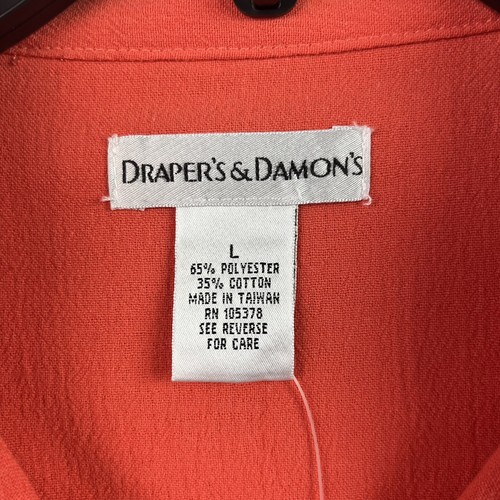 DRAPER'S & DAMON'S
L
65% POLYESTER
35% COTTON
MADE IN TAIWAN
RN 105378
SEE REVERSE
FOR CARE